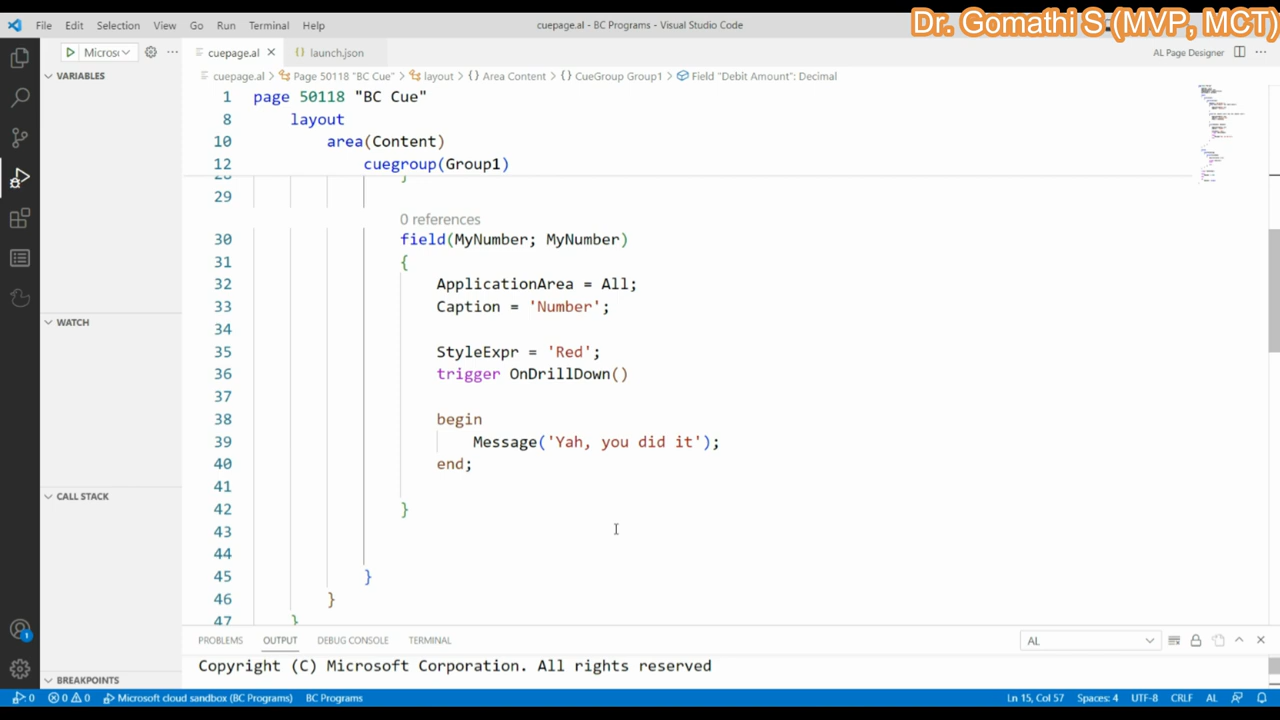 Dr. Gomathi S (MVP, MCT)
File Edit Selection View Go Run Terminal Help
cuepage.al - BC Programs - Visual Studio Code
Micros
cuepage.al
launch.json
AL Page Designer
VARIABLES
cuepage.al > Page 50118 "BC Cue" > layout > Area Content > CueGroup Group1 > Field "Debit Amount": Decimal
1 page 50118 "BC Cue"
8 layout
10 area(Content)
12 cuegroup(Group1)
29
0 references
30 field(MyNumber; MyNumber)
31 {
32 ApplicationArea = All;
33 Caption = 'Number';
34
35 StyleExpr = 'Red';
36 trigger OnDrillDown()
37
38 begin
39 Message('Yah, you did it');
40 end;
41
42 }
43
44
45 }
46 }
47 }
WATCH
CALL STACK
BREAKPOINTS
PROBLEMS OUTPUT DEBUG CONSOLE TERMINAL
AL
Copyright (C) Microsoft Corporation. All rights reserved
1
0 0 0 Microsoft cloud sandbox (BC Programs) BC Programs
Ln 15, Col 57 Spaces: 4 UTF-8 CRLF AL